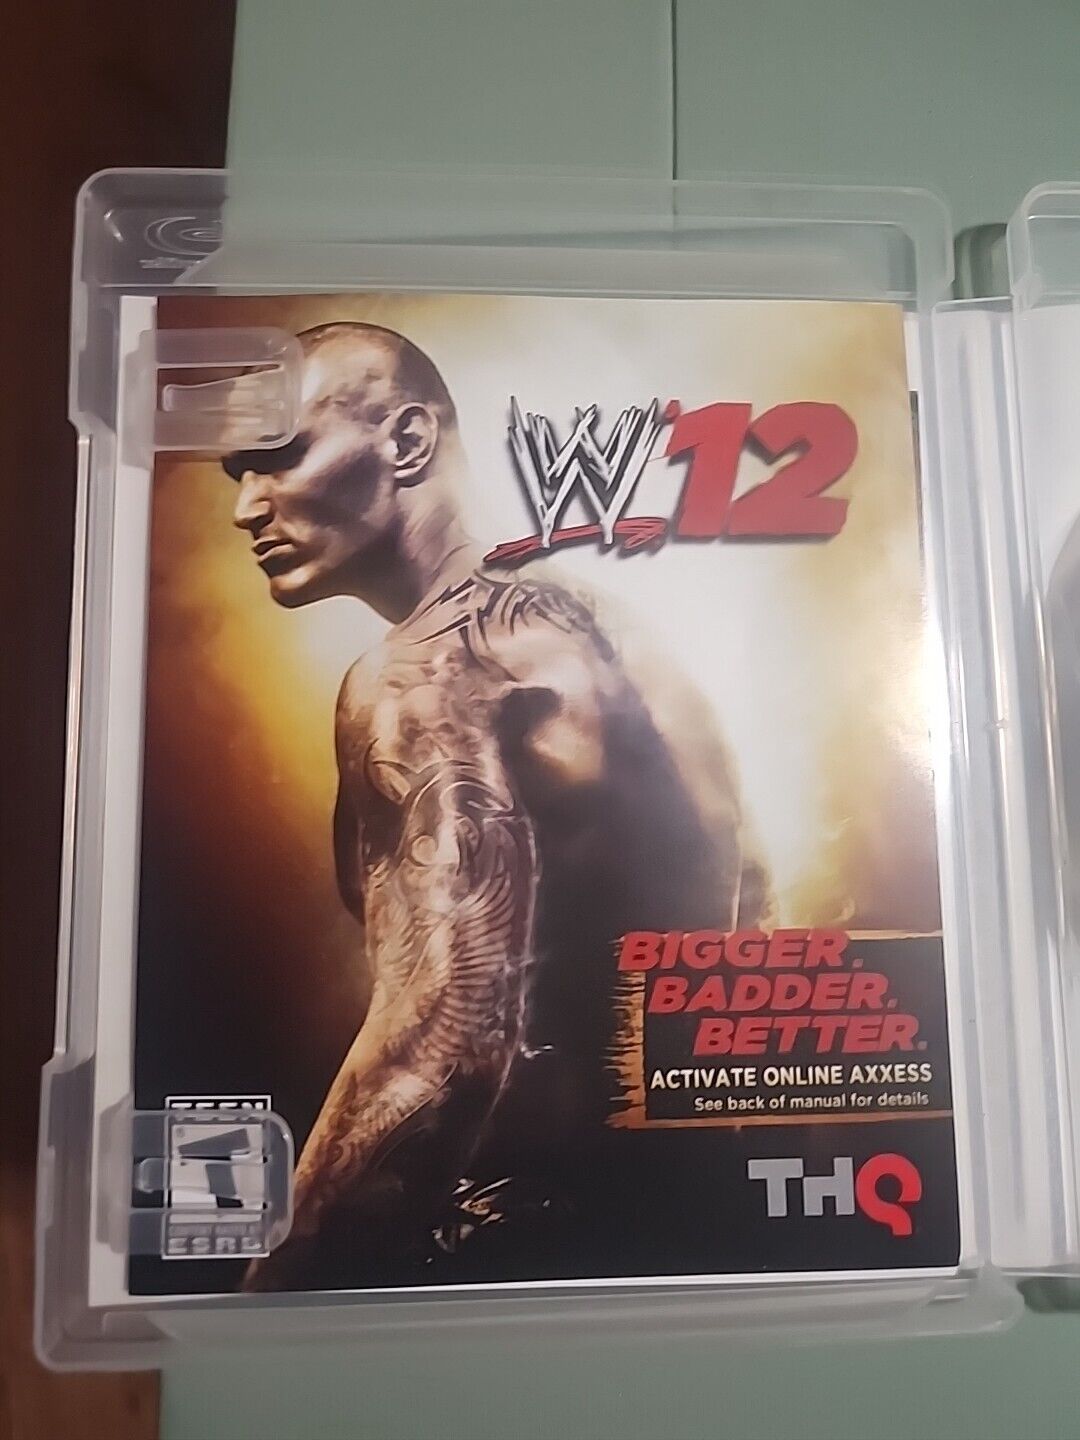 W'12
BIGGER.
BADDER.
BETTER.
ACTIVATE ONLINE AXXESS
See back of manual for details
THQ
TEEN
T
ESRB